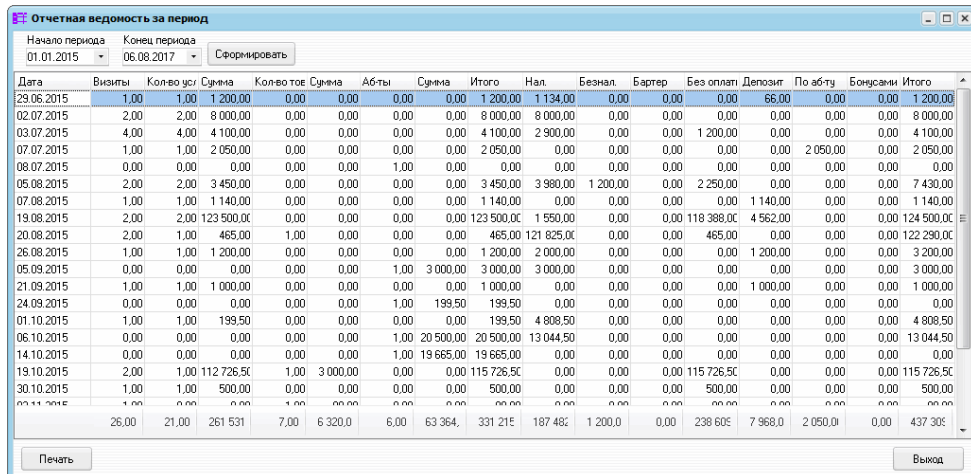 Отчетная ведомость за период
Начало периода Конец периода
01.01.2015 06.08.2017 Сформировать
Дата Визиты Кол-во усл Сумма Кол-во тов Сумма Аб-ты Сумма Итого Нал. Безнал. Бартер Без оплаты Депозит По аб-ту Бонусами Итого
29.06.2015 1,00 1,00 1 200,00 0,00 0,00 0,00 0,00 1 200,00 1 134,00 0,00 0,00 0,00 66,00 0,00 0,00 1 200,00
02.07.2015 2,00 2,00 8 000,00 0,00 0,00 0,00 0,00 8 000,00 8 000,00 0,00 0,00 0,00 0,00 0,00 0,00 8 000,00
03.07.2015 4,00 4,00 4 100,00 0,00 0,00 0,00 0,00 4 100,00 2 900,00 0,00 0,00 1 200,00 0,00 0,00 0,00 4 100,00
07.07.2015 1,00 1,00 2 050,00 0,00 0,00 0,00 0,00 2 050,00 0,00 0,00 0,00 0,00 0,00 2 050,00 0,00 2 050,00
08.07.2015 0,00 0,00 0,00 0,00 0,00 1,00 0,00 0,00 0,00 0,00 0,00 0,00 0,00 0,00 0,00 0,00
05.08.2015 2,00 2,00 3 450,00 0,00 0,00 0,00 0,00 3 450,00 3 980,00 1 200,00 0,00 2 250,00 0,00 0,00 0,00 7 430,00
07.08.2015 1,00 1,00 1 140,00 0,00 0,00 0,00 0,00 1 140,00 0,00 0,00 0,00 0,00 1 140,00 0,00 0,00 1 140,00
19.08.2015 2,00 2,00 123 500,00 0,00 0,00 0,00 0,00 123 500,00 1 550,00 0,00 0,00 118 388,00 4 562,00 0,00 0,00 124 500,00
20.08.2015 2,00 1,00 465,00 1,00 0,00 0,00 0,00 465,00 121 825,00 0,00 0,00 465,00 0,00 0,00 0,00 122 290,00
26.08.2015 1,00 1,00 1 200,00 0,00 0,00 0,00 0,00 1 200,00 2 000,00 0,00 0,00 0,00 1 200,00 0,00 0,00 3 200,00
05.09.2015 0,00 0,00 0,00 0,00 0,00 1,00 3 000,00 3 000,00 3 000,00 0,00 0,00 0,00 0,00 0,00 0,00 3 000,00
21.09.2015 1,00 1,00 1 000,00 0,00 0,00 0,00 0,00 1 000,00 0,00 0,00 0,00 0,00 1 000,00 0,00 0,00 1 000,00
24.09.2015 0,00 0,00 0,00 0,00 0,00 1,00 199,50 199,50 0,00 0,00 0,00 0,00 0,00 0,00 0,00 0,00
01.10.2015 1,00 1,00 199,50 0,00 0,00 0,00 0,00 199,50 4 808,50 0,00 0,00 0,00 0,00 0,00 0,00 4 808,50
06.10.2015 0,00 0,00 0,00 0,00 0,00 1,00 20 500,00 20 500,00 13 044,50 0,00 0,00 0,00 0,00 0,00 0,00 13 044,50
14.10.2015 0,00 0,00 0,00 0,00 0,00 1,00 19 665,00 19 665,00 0,00 0,00 0,00 0,00 0,00 0,00 0,00 0,00
19.10.2015 2,00 1,00 112 726,50 1,00 3 000,00 0,00 0,00 115 726,50 0,00 0,00 0,00 115 726,50 0,00 0,00 0,00 115 726,50
30.10.2015 1,00 1,00 500,00 0,00 0,00 0,00 0,00 500,00 0,00 0,00 0,00 500,00 0,00 0,00 0,00 500,00
26,00 21,00 261 531 7,00 6 320,0 6,00 63 364, 331 215 187 482 1 200,0 0,00 238 609 7 968,0 2 050,0 0,00 437 309
Печать Выход